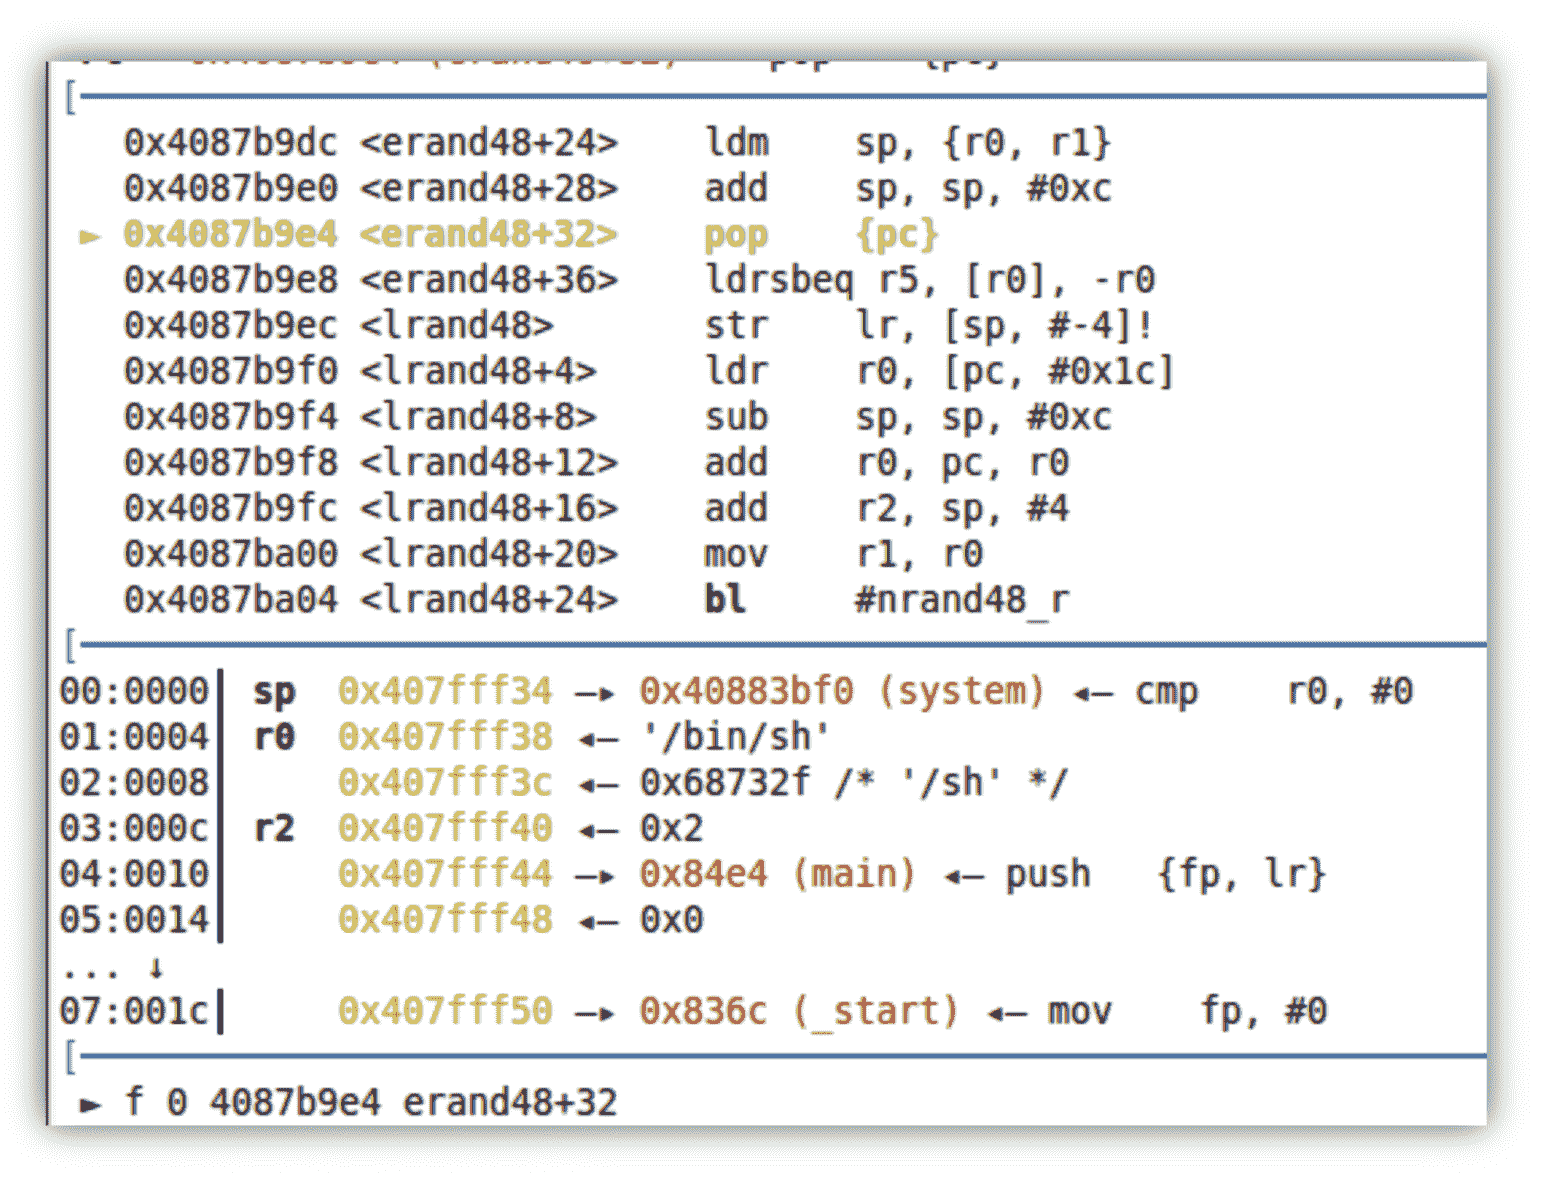 [
0x4087b9dc <erand48+24> ldm sp, {r0, r1}
0x4087b9e0 <erand48+28> add sp, sp, #0xc
► 0x4087b9e4 <erand48+32> pop {pc}
0x4087b9e8 <erand48+36> ldrsbeq r5, [r0], -r0
0x4087b9ec <lrand48> str lr, [sp, #-4]!
0x4087b9f0 <lrand48+4> ldr r0, [pc, #0x1c]
0x4087b9f4 <lrand48+8> sub sp, sp, #0xc
0x4087b9f8 <lrand48+12> add r0, pc, r0
0x4087b9fc <lrand48+16> add r2, sp, #4
0x4087ba00 <lrand48+20> mov r1, r0
0x4087ba04 <lrand48+24> bl #nrand48_r
[
00:0000│ sp 0x407fff34 —▸ 0x40883bf0 (system) ◂— cmp r0, #0
01:0004│ r0 0x407fff38 ◂— '/bin/sh'
02:0008│ 0x407fff3c ◂— 0x68732f /* '/sh' */
03:000c│ r2 0x407fff40 ◂— 0x2
04:0010│ 0x407fff44 —▸ 0x84e4 (main) ◂— push {fp, lr}
05:0014│ 0x407fff48 ◂— 0x0
... ↓
07:001c│ 0x407fff50 —▸ 0x836c (_start) ◂— mov fp, #0
[
► f 0 4087b9e4 erand48+32